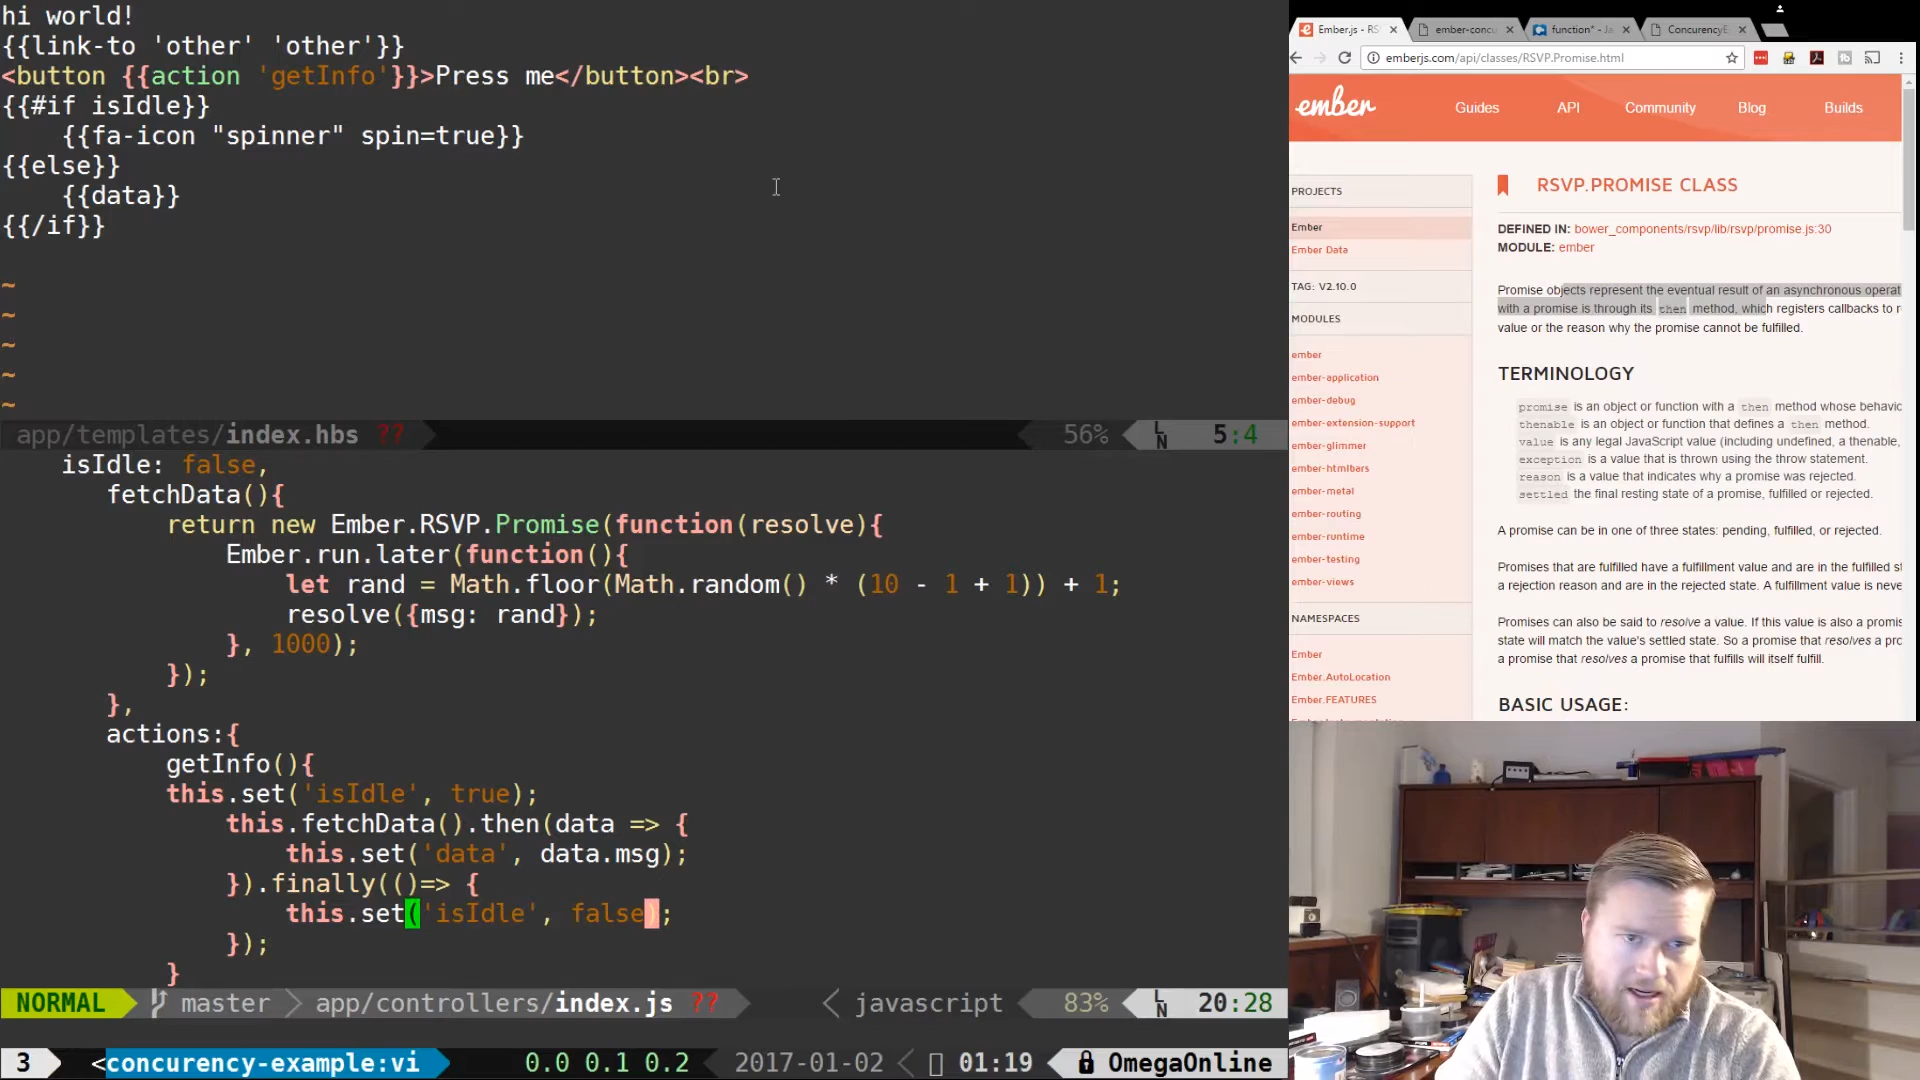 hi world!
{{link-to 'other' 'other'}}
<button {{action 'getInfo'}}>Press me</button><br>
{{#if isIdle}}
    {{fa-icon "spinner" spin=true}}
{{else}}
    {{data}}
{{/if}}
~
~
~
~
~
app/templates/index.hbs ?? 56% LN 5:4
    isIdle: false,
       fetchData(){
           return new Ember.RSVP.Promise(function(resolve){
               Ember.run.later(function(){
                   let rand = Math.floor(Math.random() * (10 - 1 + 1)) + 1;
                   resolve({msg: rand});
               }, 1000);
           });
       },
       actions:{
           getInfo(){
           this.set('isIdle', true);
               this.fetchData().then(data => {
                   this.set('data', data.msg);
               }).finally(()=> {
                   this.set('isIdle', false);
               });
           }
NORMAL master app/controllers/index.js ?? javascript 83% LN 20:28
3 <concurency-example:vi 0.0 0.1 0.2 2017-01-02 01:19 OmegaOnline
Ember.js - RS
ember-concu
function* - Ja
ConcurencyE
emberjs.com/api/classes/RSVP.Promise.html
ember
Guides
API
Community
Blog
Builds
PROJECTS
Ember
Ember Data
TAG: V2.10.0
MODULES
ember
ember-application
ember-debug
ember-extension-support
ember-glimmer
ember-htmlbars
ember-metal
ember-routing
ember-runtime
ember-testing
ember-views
NAMESPACES
Ember
Ember.AutoLocation
Ember.FEATURES
RSVP.PROMISE CLASS
DEFINED IN: bower_components/rsvp/lib/rsvp/promise.js:30
MODULE: ember
Promise objects represent the eventual result of an asynchronous operat
with a promise is through its then method, which registers callbacks to r
value or the reason why the promise cannot be fulfilled.
TERMINOLOGY
promise is an object or function with a then method whose behavio
thenable is an object or function that defines a then method.
value is any legal JavaScript value (including undefined, a thenable,
exception is a value that is thrown using the throw statement.
reason is a value that indicates why a promise was rejected.
settled the final resting state of a promise, fulfilled or rejected.
A promise can be in one of three states: pending, fulfilled, or rejected.
Promises that are fulfilled have a fulfillment value and are in the fulfilled st
a rejection reason and are in the rejected state. A fulfillment value is neve
Promises can also be said to resolve a value. If this value is also a promis
state will match the value's settled state. So a promise that resolves a pro
a promise that resolves a promise that fulfills will itself fulfill.
BASIC USAGE: